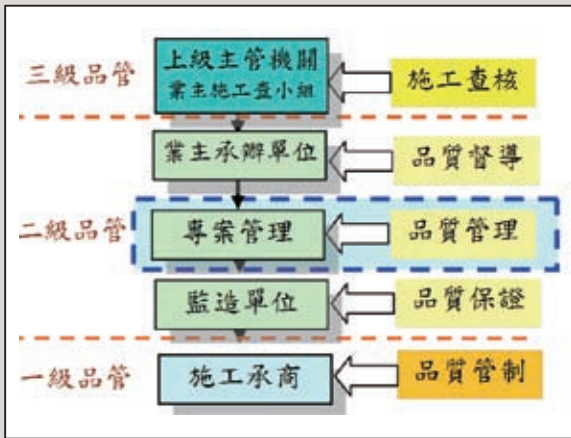 三級品管
上級主管機關
業主施工查小組
施工查核
業主承辦單位
品質督導
二級品管
專案管理
品質管理
監造單位
品質保證
一級品管
施工承商
品質管制